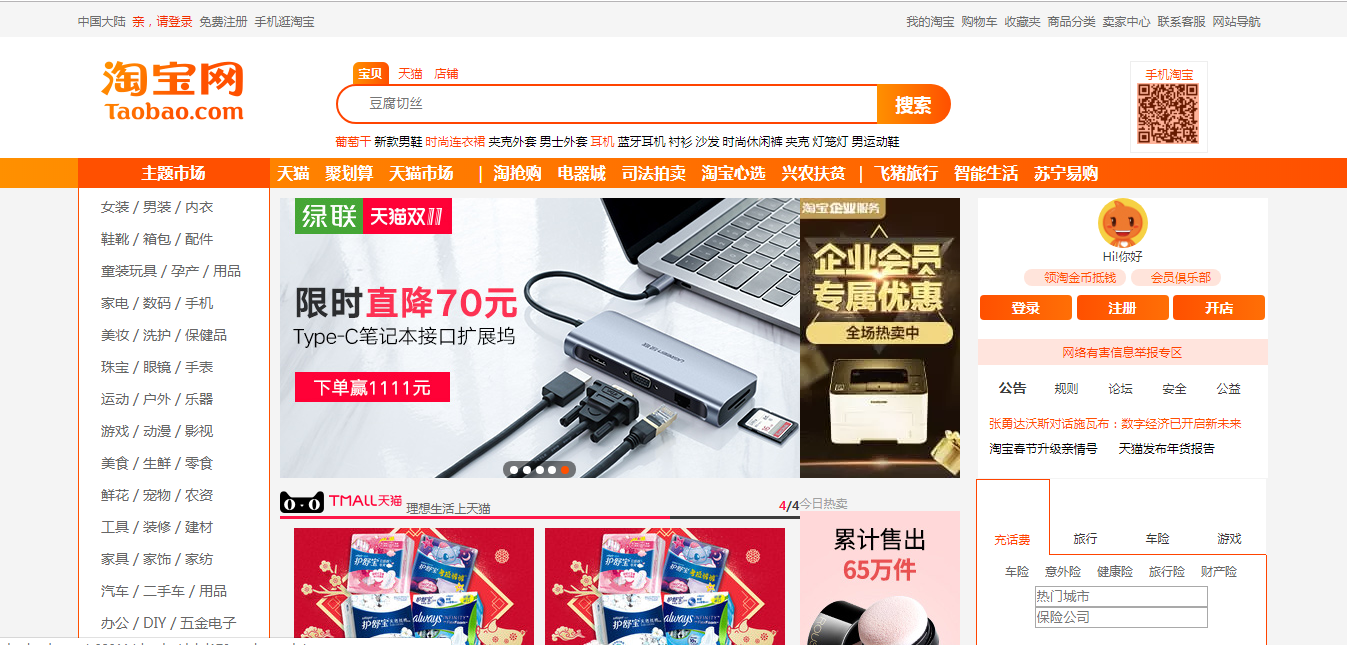 中国大陆 亲，请登录 免费注册 手机逛淘宝
我的淘宝 购物车 收藏夹 商品分类 卖家中心 联系客服 网站导航
淘宝网
Taobao.com
宝贝 天猫 店铺
豆腐切丝
搜索
葡萄干 新款男鞋 时尚连衣裙 夹克外套 男士外套 耳机 蓝牙耳机 衬衫 沙发 时尚休闲裤 夹克 灯笼灯 男运动鞋
手机淘宝
主题市场
天猫 聚划算 天猫市场 | 淘抢购 电器城 司法拍卖 淘宝心选 兴农扶贫 | 飞猪旅行 智能生活 苏宁易购
女装 / 男装 / 内衣
鞋靴 / 箱包 / 配件
童装玩具 / 孕产 / 用品
家电 / 数码 / 手机
美妆 / 洗护 / 保健品
珠宝 / 眼镜 / 手表
运动 / 户外 / 乐器
游戏 / 动漫 / 影视
美食 / 生鲜 / 零食
鲜花 / 宠物 / 农资
工具 / 装修 / 建材
家具 / 家饰 / 家纺
汽车 / 二手车 / 用品
办公 / DIY / 五金电子
绿联 天猫双11
限时直降70元
Type-C笔记本接口扩展坞
下单赢1111元
绿联 UGREEN
淘宝企业服务
企业会员
专属优惠
全场热卖中
TMALL天猫 理想生活上天猫
4/4今日热卖
护舒宝
护舒宝
always INFINITY
护舒宝
护舒宝
always INFINITY
累计售出
65万件
Hi!你好
领淘金币抵钱 会员俱乐部
登录 注册 开店
网络有害信息举报专区
公告 规则 论坛 安全 公益
张勇达沃斯对话施瓦布：数字经济已开启新未来
淘宝春节升级亲情号 天猫发布年货报告
充话费 旅行 车险 游戏
车险 意外险 健康险 旅行险 财产险
热门城市
保险公司